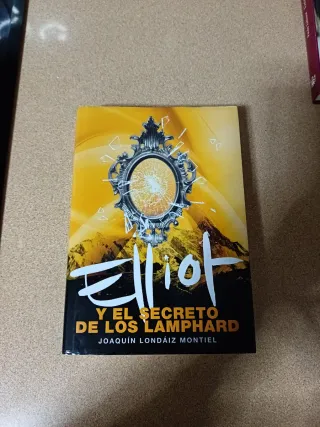 Elliot
Y EL SECRETO
DE LOS LAMPHARD
JOAQUÍN LONDÁIZ MONTIEL